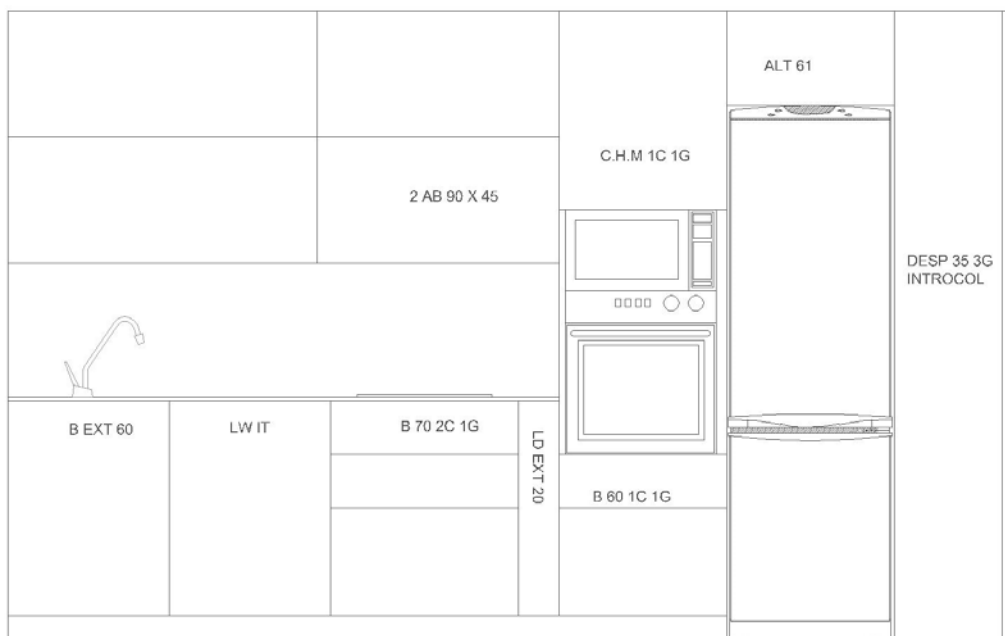 ALT 61
C.H.M 1C 1G
2 AB 90 X 45
DESP 35 3G
INTROCOL
B EXT 60
LW IT
B 70 2C 1G
LD EXT 20
B 60 1C 1G